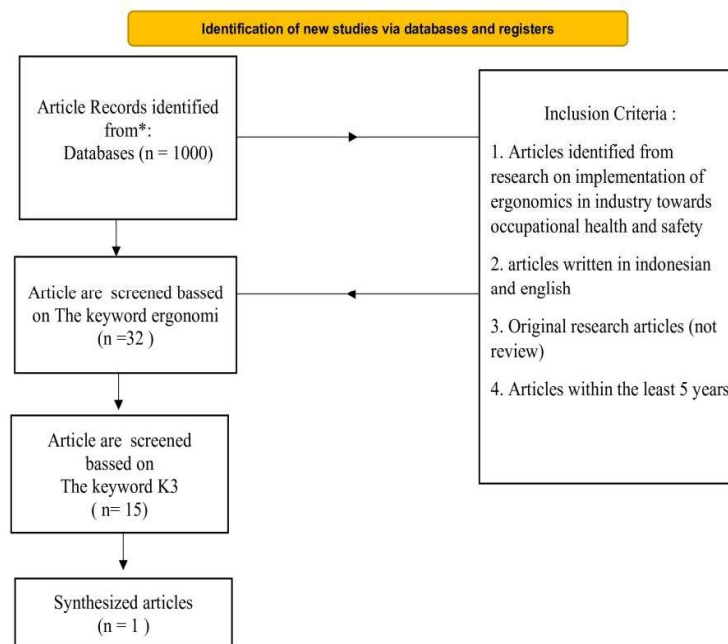 Identification of new studies via databases and registers
Article Records identified
from*:
Databases (n = 1000)
Article are screened bassed
on The keyword ergonomi
(n =32 )
Article are screened
bassed on
The keyword K3
( n= 15)
Synthesized articles
(n = 1 )
Inclusion Criteria :
1. Articles identified from
research on implementation of
ergonomics in industry towards
occupational health and safety
2. articles written in indonesian
and english
3. Original research articles (not
review)
4. Articles within the least 5 years